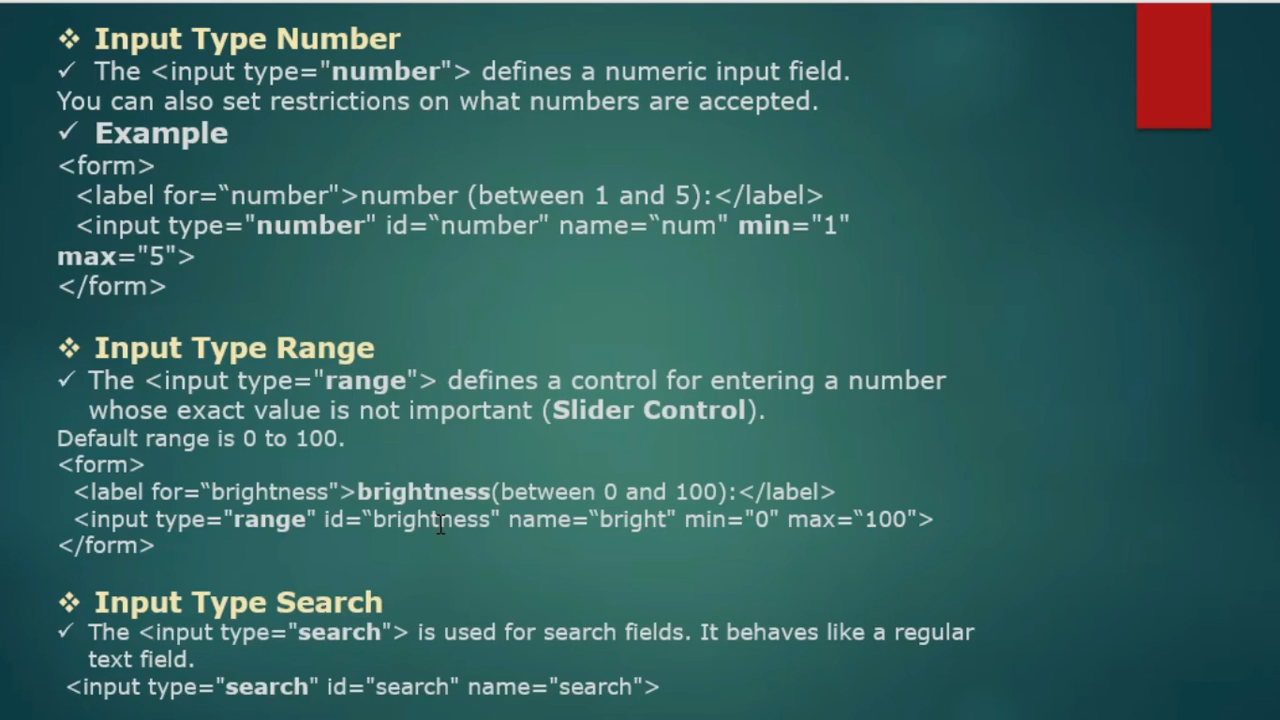 ❖ Input Type Number
✓ The <input type="number"> defines a numeric input field.
You can also set restrictions on what numbers are accepted.
✓ Example
<form>
<label for=“number">number (between 1 and 5):</label>
<input type="number" id=“number" name=“num" min="1"
max="5">
</form>
❖ Input Type Range
✓ The <input type="range"> defines a control for entering a number
whose exact value is not important (Slider Control).
Default range is 0 to 100.
<form>
<label for=“brightness">brightness(between 0 and 100):</label>
<input type="range" id=“brightness" name=“bright" min="0" max=“100">
</form>
❖ Input Type Search
✓ The <input type="search"> is used for search fields. It behaves like a regular
text field.
<input type="search" id="search" name="search">